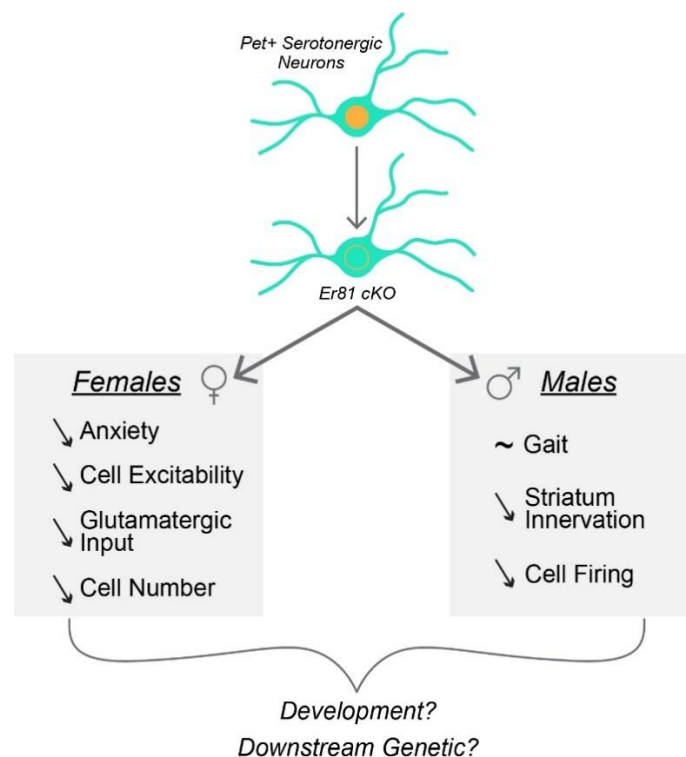 Pet+ Serotonergic
Neurons
Er81 cKO
Females ♀
↘ Anxiety
↘ Cell Excitability
↘ Glutamatergic
Input
↘ Cell Number
♂ Males
~ Gait
↘ Striatum
Innervation
↘ Cell Firing
Development?
Downstream Genetic?